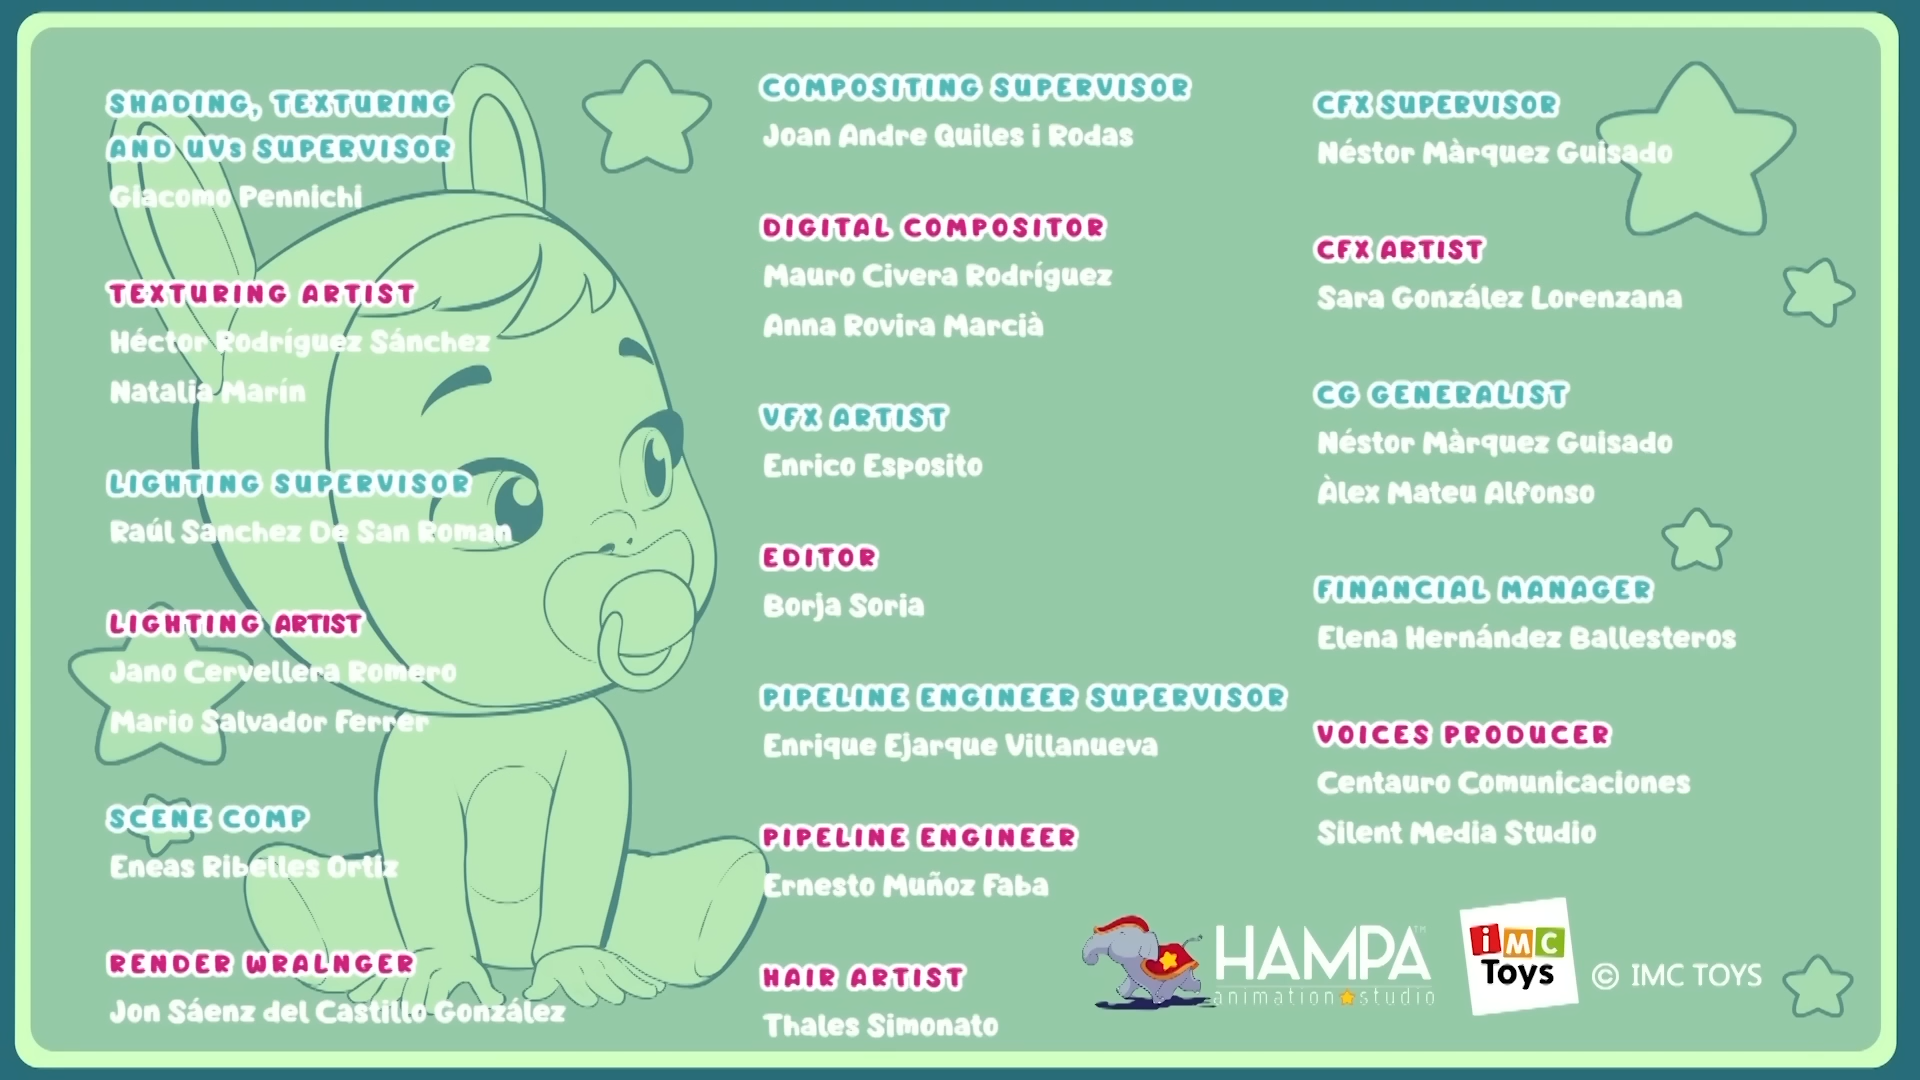 SHADING, TEXTURING
AND UVs SUPERVISOR
Giacomo Pennichi
TEXTURING ARTIST
Héctor Rodríguez Sánchez
Natalia Marín
LIGHTING SUPERVISOR
Raúl Sanchez De San Roman
LIGHTING ARTIST
Jano Cervellera Romero
Mario Salvador Ferrer
SCENE COMP
Eneas Ribelles Ortíz
RENDER WRALNGER
Jon Sáenz del Castillo González
COMPOSITING SUPERVISOR
Joan Andre Quiles i Rodas
DIGITAL COMPOSITOR
Mauro Civera Rodríguez
Anna Rovira Marcià
VFX ARTIST
Enrico Esposito
EDITOR
Borja Soria
PIPELINE ENGINEER SUPERVISOR
Enrique Ejarque Villanueva
PIPELINE ENGINEER
Ernesto Muñoz Faba
HAIR ARTIST
Thales Simonato
CFX SUPERVISOR
Néstor Màrquez Guisado
CFX ARTIST
Sara González Lorenzana
CG GENERALIST
Néstor Màrquez Guisado
Àlex Mateu Alfonso
FINANCIAL MANAGER
Elena Hernández Ballesteros
VOICES PRODUCER
Centauro Comunicaciones
Silent Media Studio
HAMPA™
animation studio
iMC
Toys
© IMC TOYS